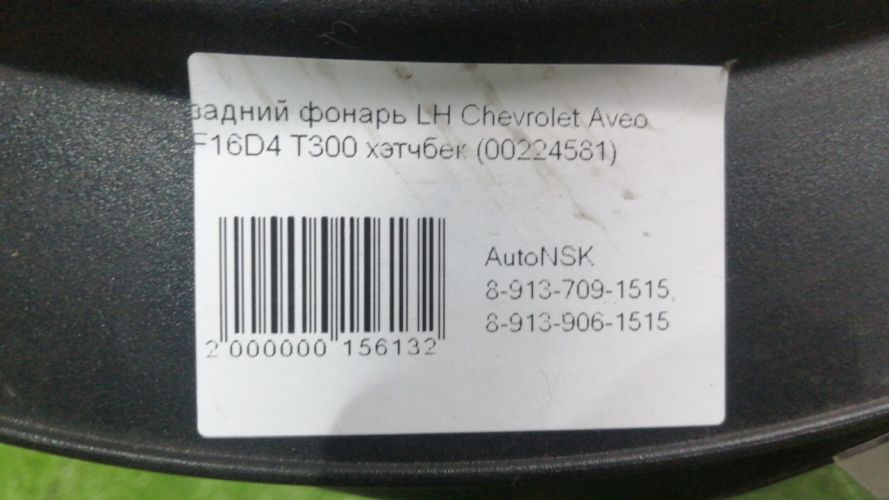 задний фонарь LH Chevrolet Aveo
F16D4 T300 хэтчбек (00224581)
AutoNSK
8-913-709-1515,
8-913-906-1515
2 000000 156132